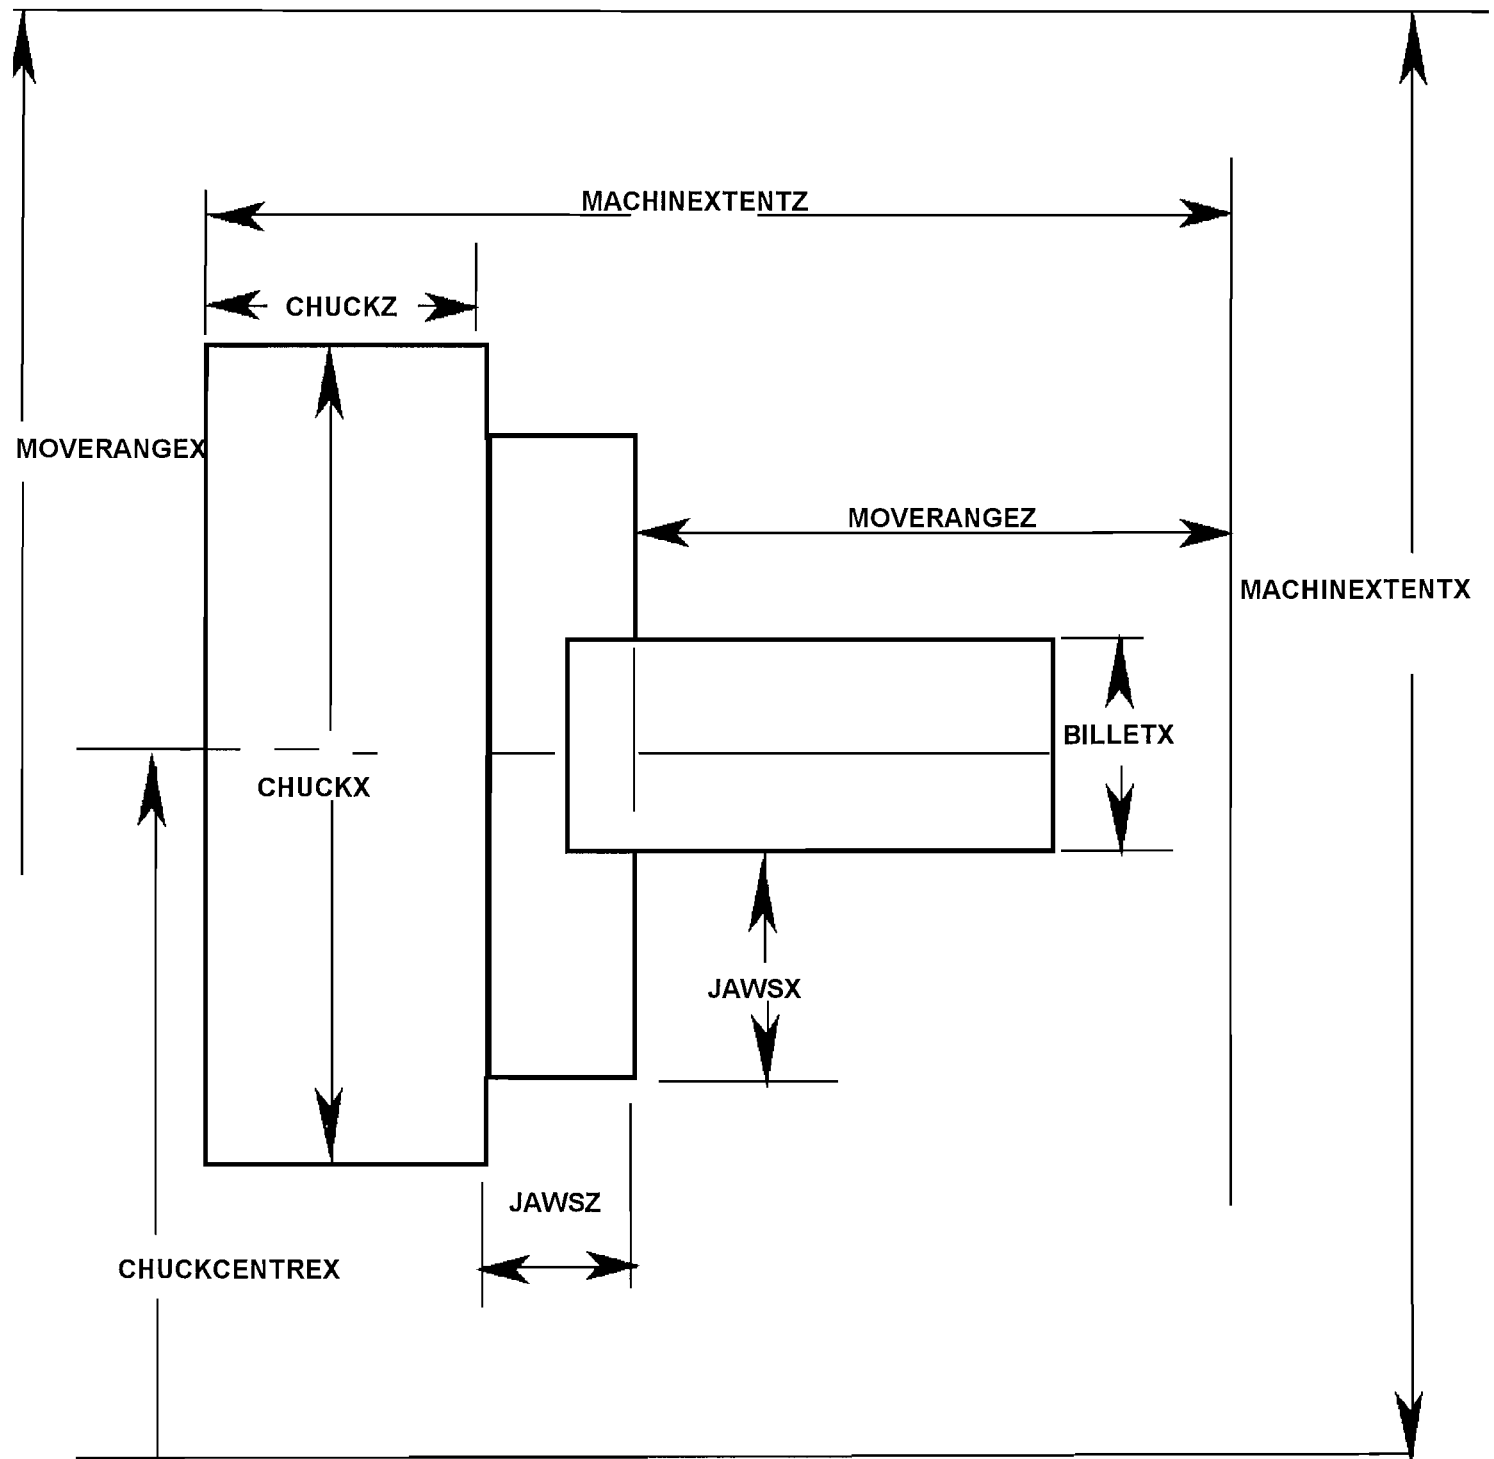 MACHINEXTENTZ
CHUCKZ
MOVERANGEX
MOVERANGEZ
MACHINEXTENTX
BILLETX
CHUCKX
JAWSX
JAWSZ
CHUCKCENTREX